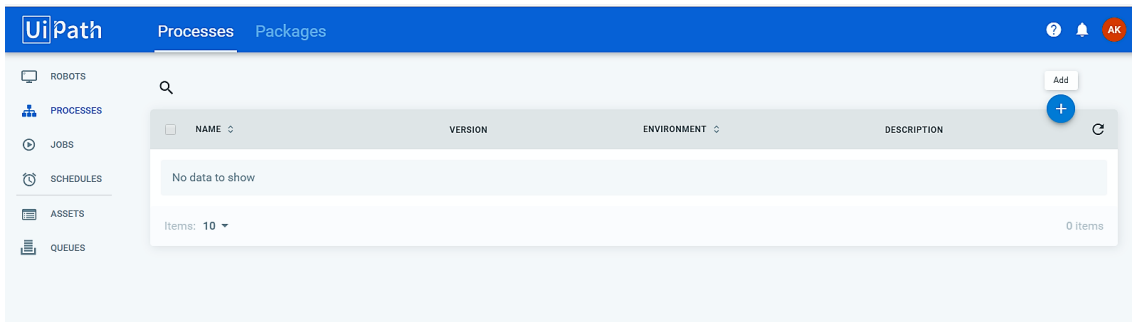 UiPath Processes Packages AK
ROBOTS
PROCESSES
JOBS
SCHEDULES
ASSETS
QUEUES
Add
NAME VERSION ENVIRONMENT DESCRIPTION
No data to show
Items: 10 0 items